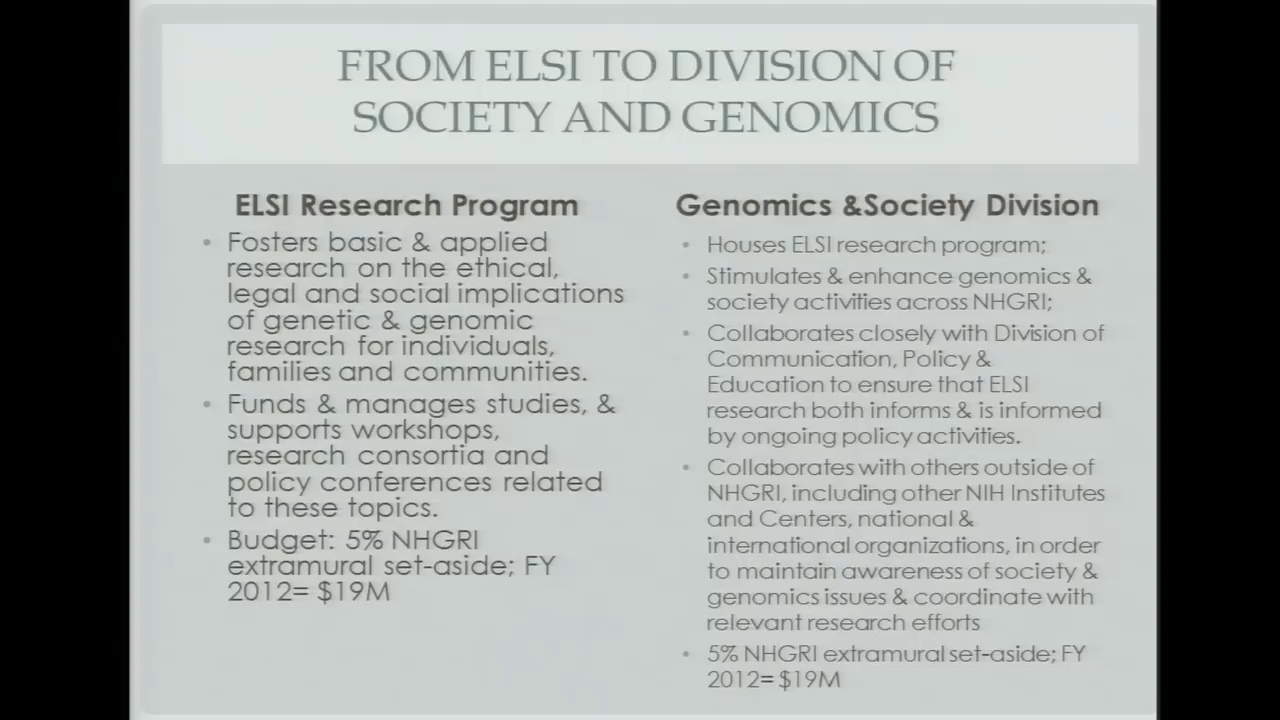 FROM ELSI TO DIVISION OF
SOCIETY AND GENOMICS
ELSI Research Program
• Fosters basic & applied
research on the ethical,
legal and social implications
of genetic & genomic
research for individuals,
families and communities.
• Funds & manages studies, &
supports workshops,
research consortia and
policy conferences related
to these topics.
• Budget: 5% NHGRI
extramural set-aside; FY
2012= $19M
Genomics &Society Division
• Houses ELSI research program;
• Stimulates & enhance genomics &
society activities across NHGRI;
• Collaborates closely with Division of
Communication, Policy &
Education to ensure that ELSI
research both informs & is informed
by ongoing policy activities.
• Collaborates with others outside of
NHGRI, including other NIH Institutes
and Centers, national &
international organizations, in order
to maintain awareness of society &
genomics issues & coordinate with
relevant research efforts
• 5% NHGRI extramural set-aside; FY
2012= $19M